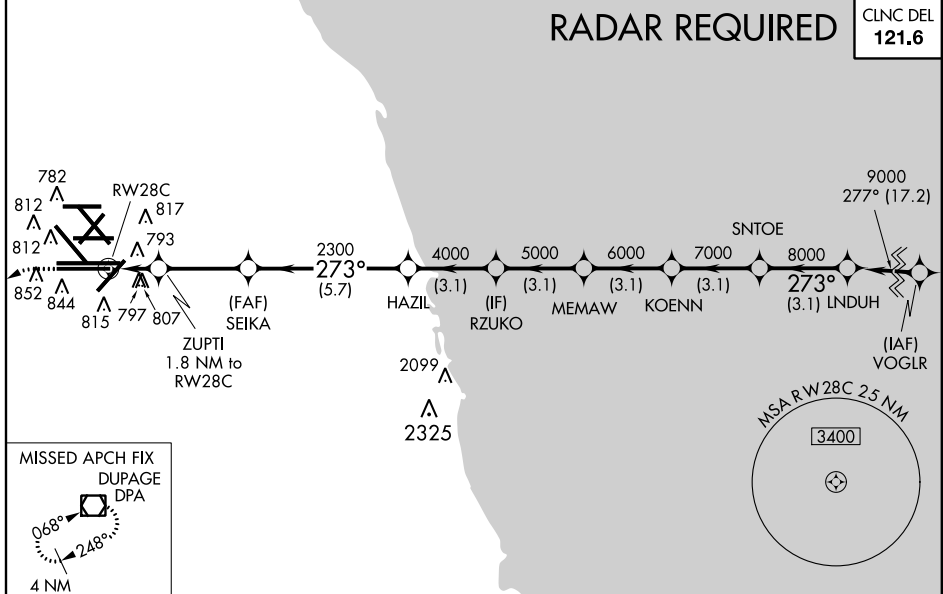 RADAR REQUIRED
CLNC DEL
121.6
782
RW28C
812
817
812
793
852
844
815
797
807
ZUPTI
1.8 NM to
RW28C
(FAF)
SEIKA
2300
273°
(5.7)
HAZIL
4000
(3.1)
(IF)
RZUKO
5000
(3.1)
MEMAW
6000
(3.1)
KOENN
7000
(3.1)
SNTOE
8000
273°
(3.1)
LNDUH
9000
277° (17.2)
(IAF)
VOGLR
2099
2325
MSA RW28C 25 NM
3400
MISSED APCH FIX
DUPAGE
DPA
068°
248°
4 NM